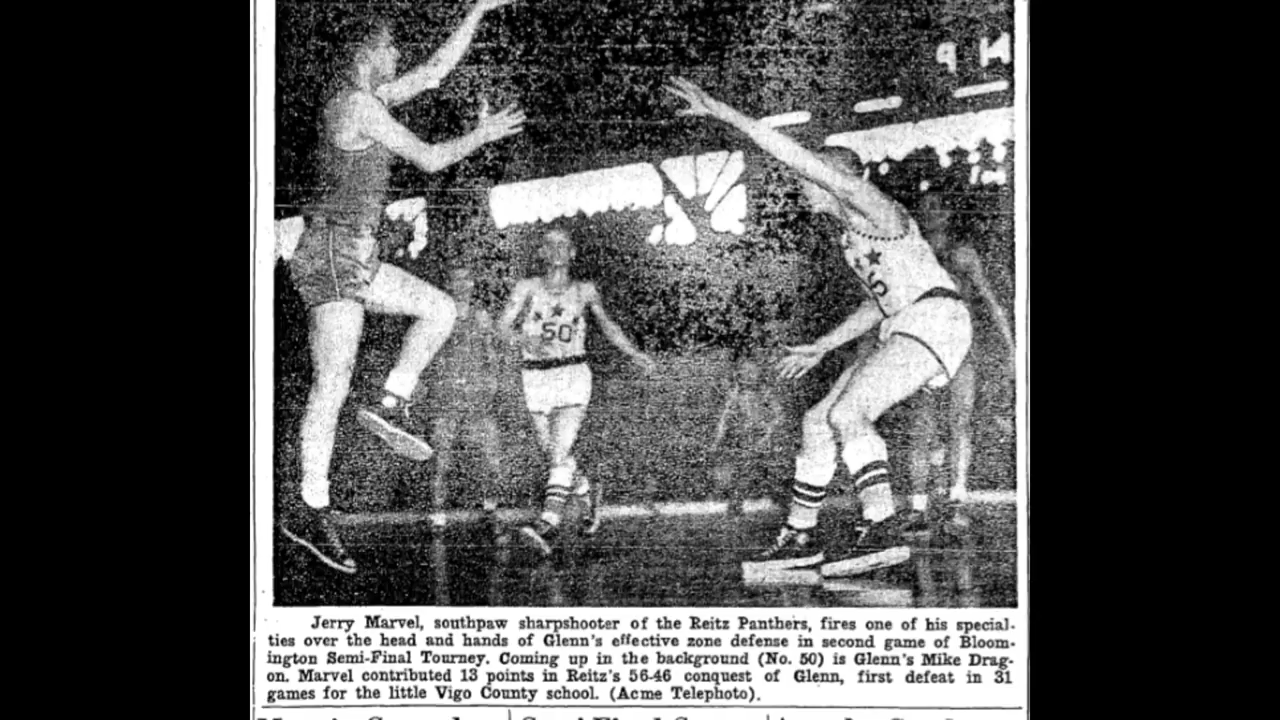 50
5
Jerry Marvel, southpaw sharpshooter of the Reitz Panthers, fires one of his special-
ties over the head and hands of Glenn's effective zone defense in second game of Bloom-
ington Semi-Final Tourney. Coming up in the background (No. 50) is Glenn's Mike Drag-
on. Marvel contributed 13 points in Reitz's 56-46 conquest of Glenn, first defeat in 31
games for the little Vigo County school. (Acme Telephoto).